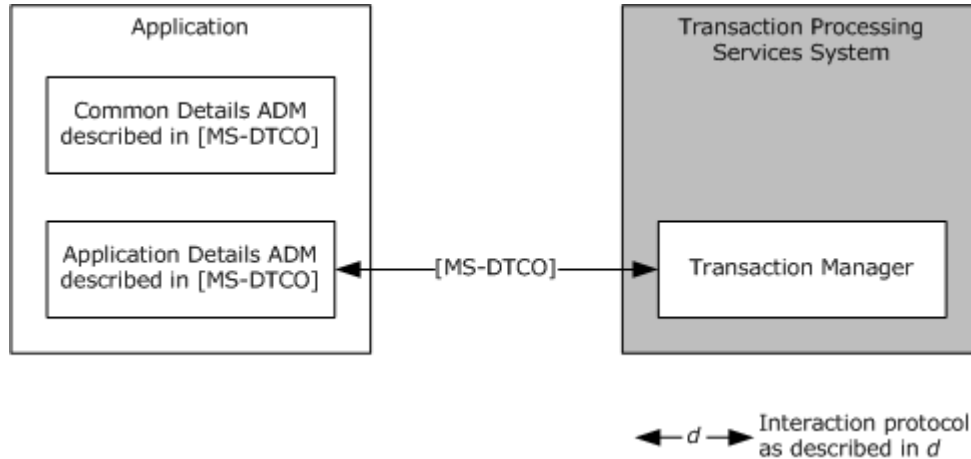 Application
Common Details ADM
described in [MS-DTCO]
Application Details ADM
described in [MS-DTCO]
[MS-DTCO]
Transaction Processing
Services System
Transaction Manager
d
Interaction protocol
as described in d